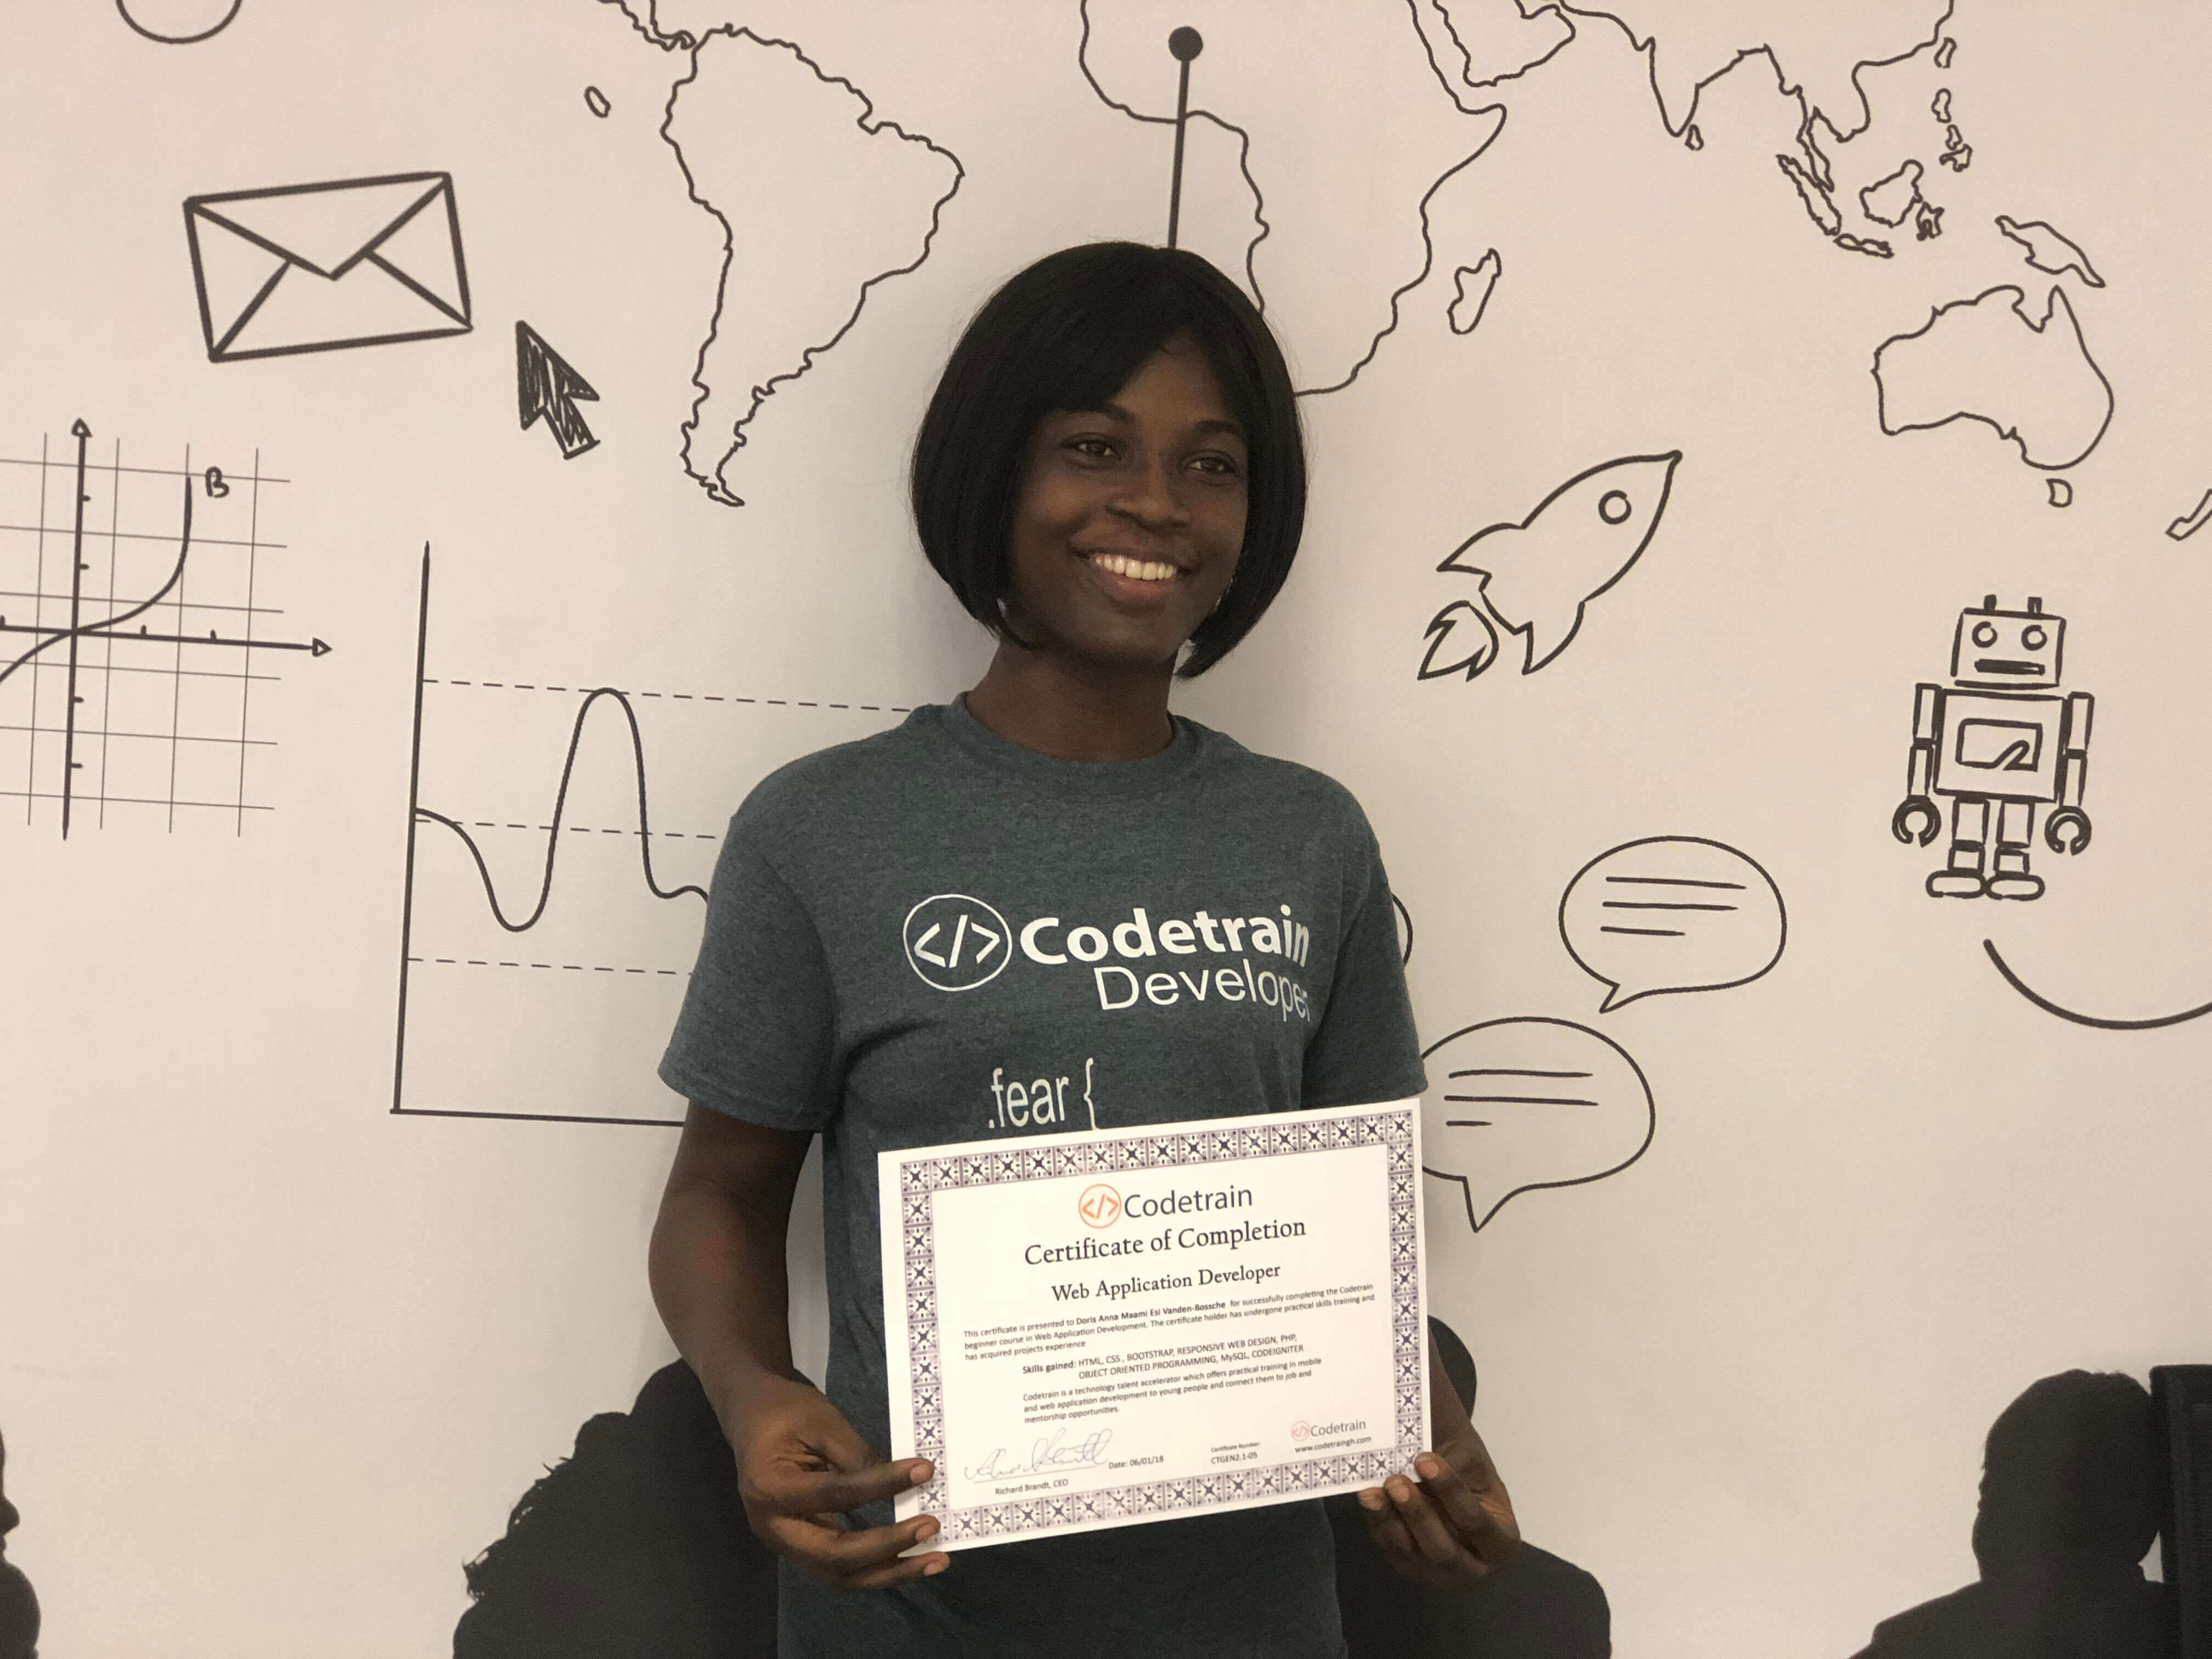 B
</> Codetrain
Developer
.fear {
</> Codetrain
Certificate of Completion
Web Application Developer
This certificate is presented to Doris Anna Maami Esi Vanden-Bossche for successfully completing the Codetrain
beginner course in Web Application Development. The certificate holder has undergone practical skills training and
has acquired projects experience
Skills gained: HTML, CSS , BOOTSTRAP, RESPONSIVE WEB DESIGN, PHP,
OBJECT ORIENTED PROGRAMMING, MySQL, CODEIGNITER
Codetrain is a technology talent accelerator which offers practical training in mobile
and web application development to young people and connect them to job and
mentorship opportunities.
Richard Brandt, CEO
Date: 06/01/18
Certificate Number:
CTGEN2.1-05
</> Codetrain
www.codetraingh.com